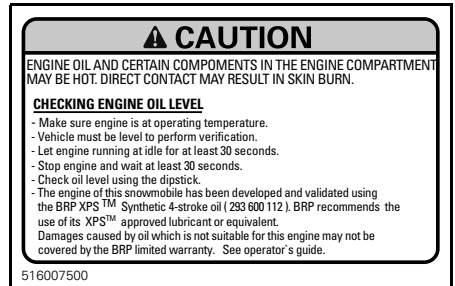 CAUTION
ENGINE OIL AND CERTAIN COMPOMENTS IN THE ENGINE COMPARTMENT
MAY BE HOT. DIRECT CONTACT MAY RESULT IN SKIN BURN.
CHECKING ENGINE OIL LEVEL
- Make sure engine is at operating temperature.
- Vehicle must be level to perform verification.
- Let engine running at idle for at least 30 seconds.
- Stop engine and wait at least 30 seconds.
- Check oil level using the dipstick.
- The engine of this snowmobile has been developed and validated using
the BRP XPS TM Synthetic 4-stroke oil ( 293 600 112 ). BRP recommends the
use of its XPS™ approved lubricant or equivalent.
Damages caused by oil which is not suitable for this engine may not be
covered by the BRP limited warranty. See operator`s guide.
516007500